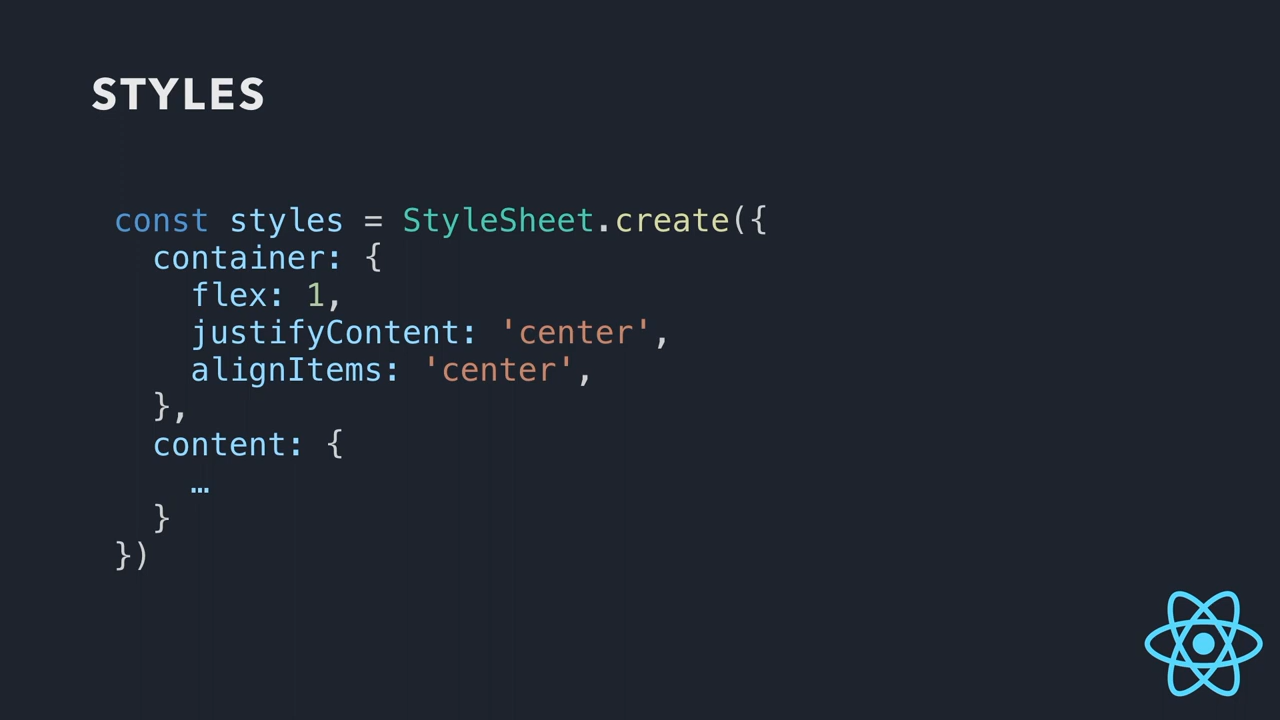 STYLES
const styles = StyleSheet.create({
  container: {
    flex: 1,
    justifyContent: 'center',
    alignItems: 'center',
  },
  content: {
    …
  }
})